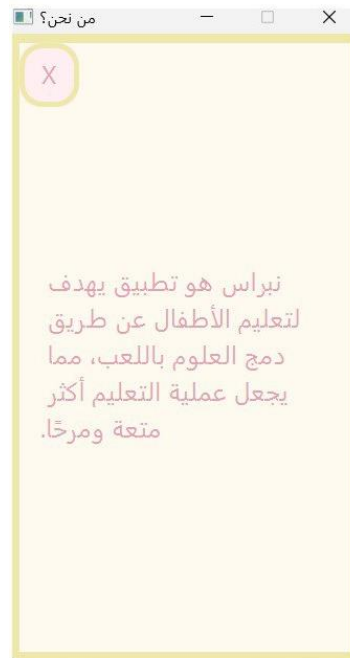 من نحن؟
X
نبراس هو تطبيق يهدف
لتعليم الأطفال عن طريق
دمج العلوم باللعب، مما
يجعل عملية التعليم أكثر
متعة ومرحًا.